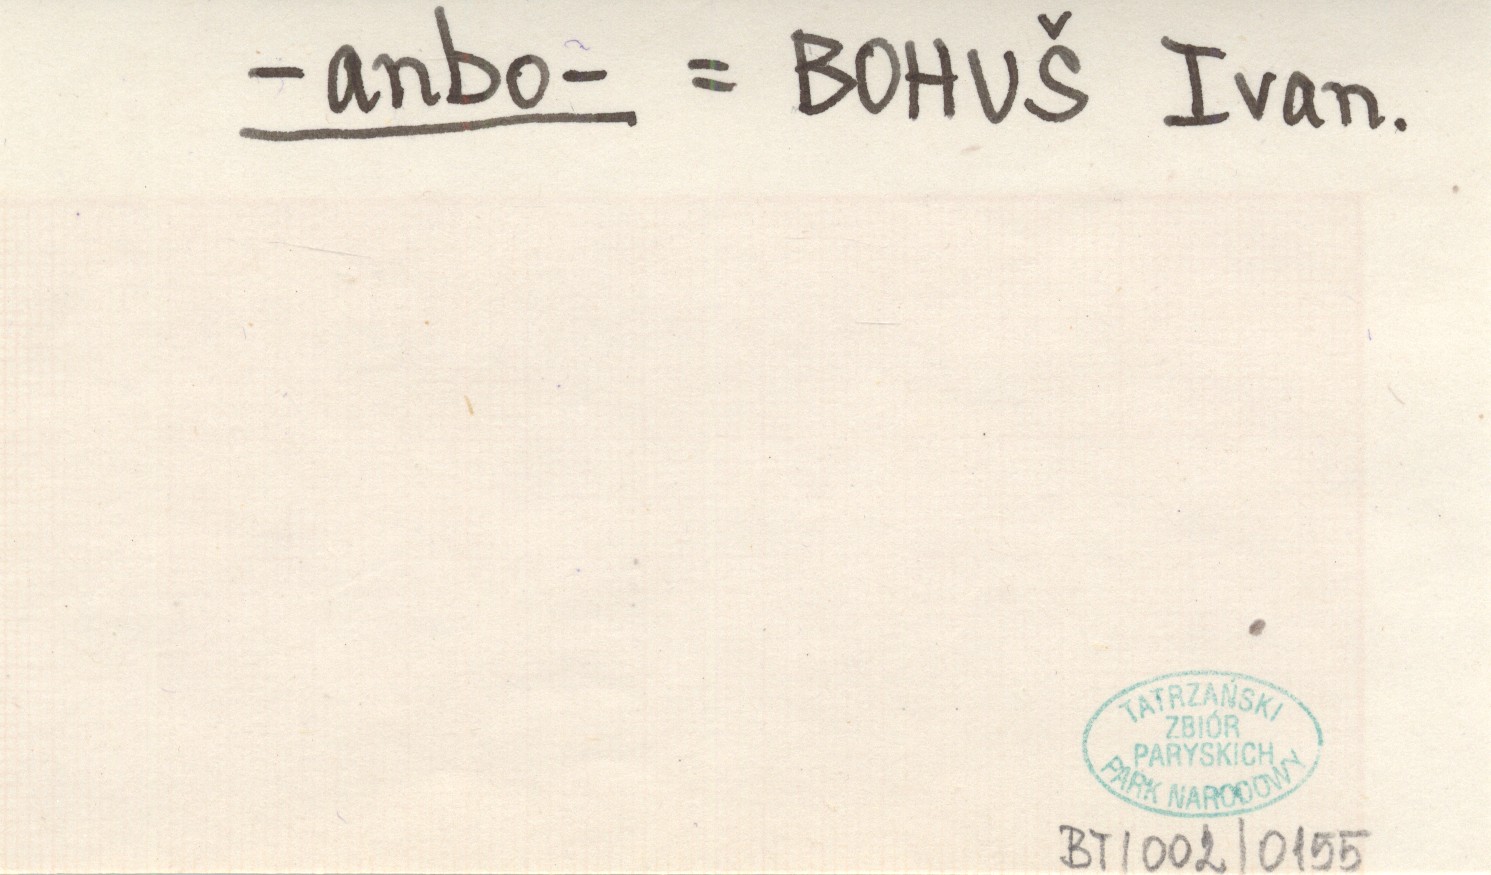 -anbo- = BOHUŠ Ivan.
TATRZAŃSKI
ZBIÓR
PARYSKICH
PARK NARODOWY
BT/002/0155